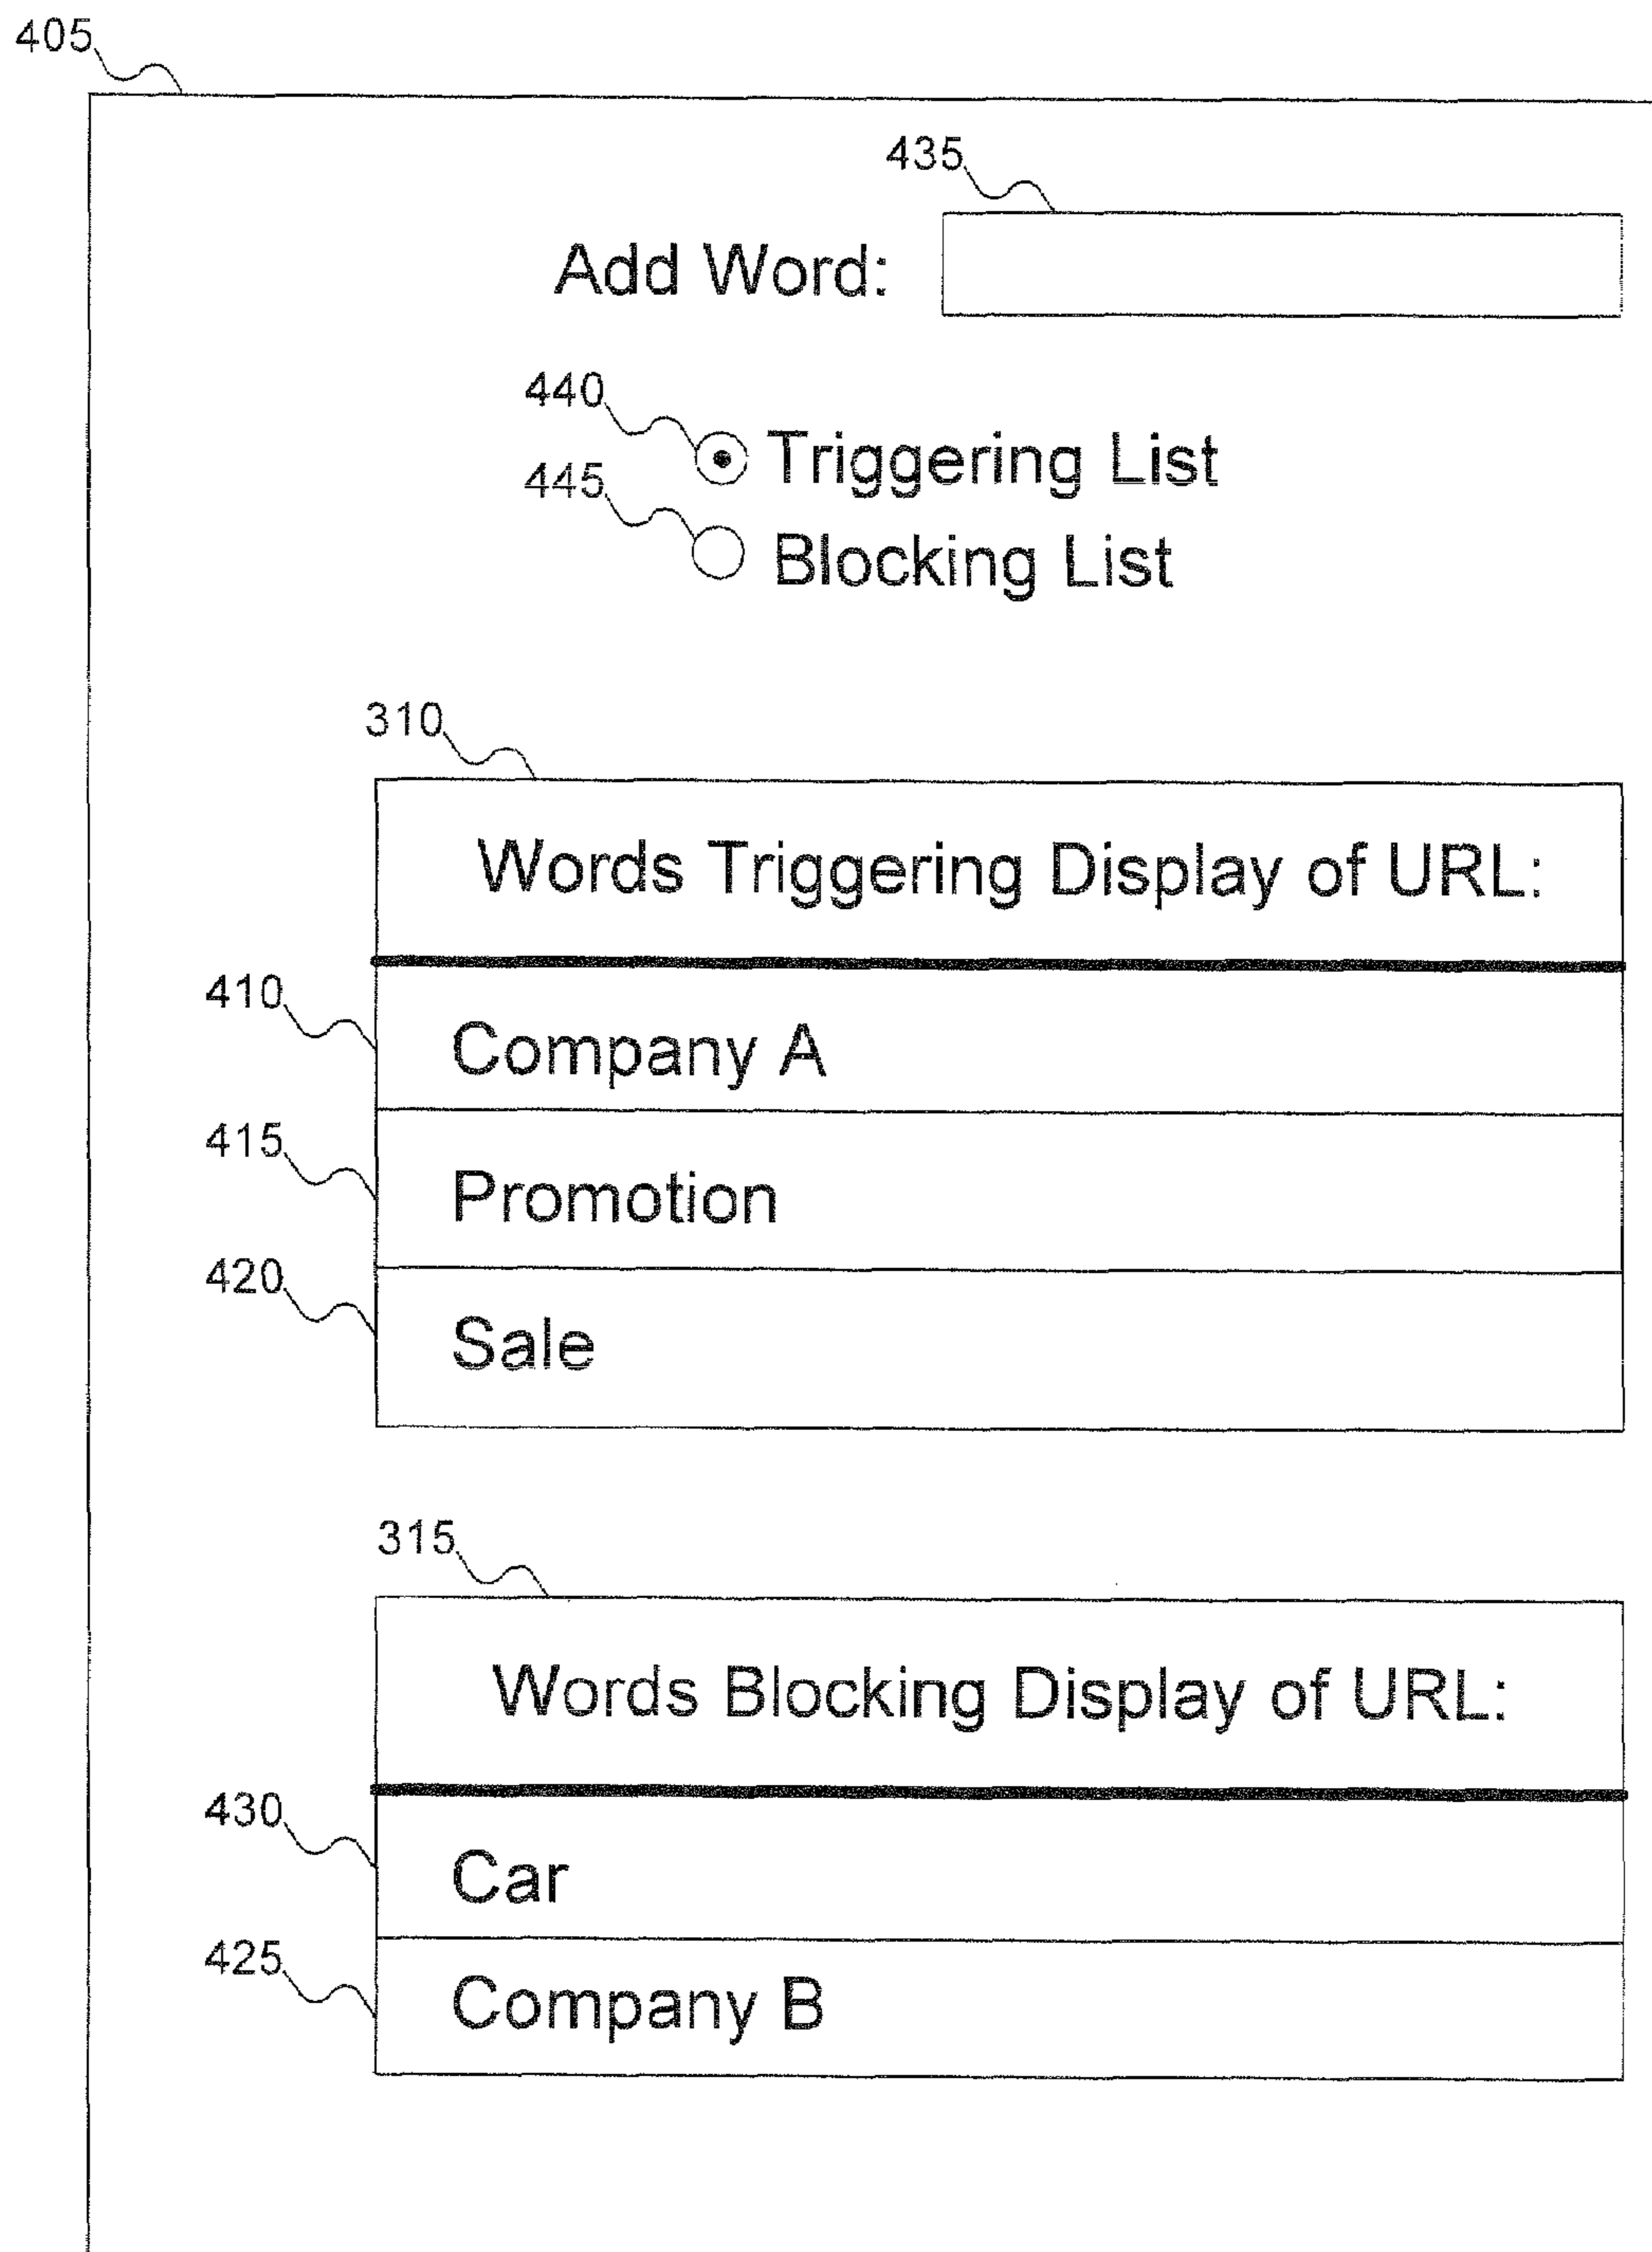 405
435
Add Word:
440
Triggering List
445
Blocking List
310
Words Triggering Display of URL:
410
Company A
415
Promotion
420
Sale
315
Words Blocking Display of URL:
430
Car
425
Company B